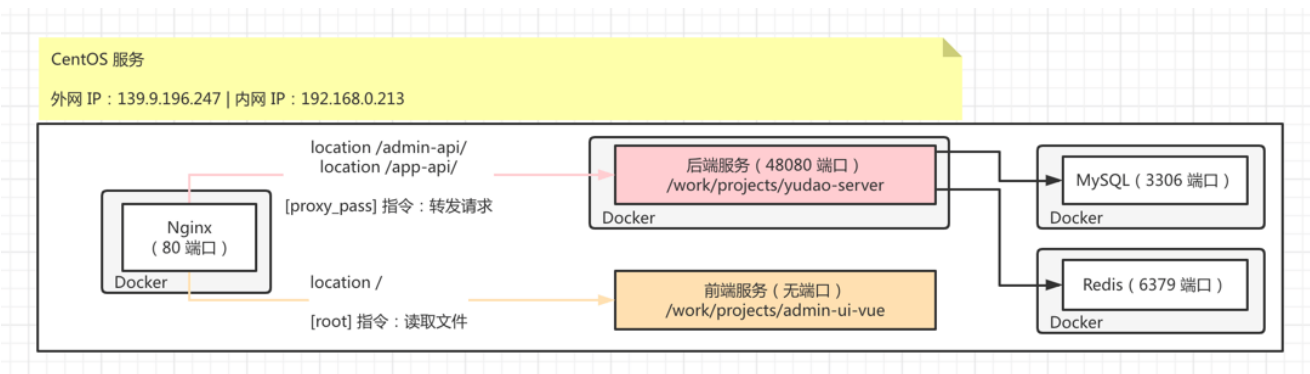 CentOS 服务
外网 IP：139.9.196.247 | 内网 IP：192.168.0.213
location /admin-api/
location /app-api/
[proxy_pass] 指令：转发请求
Nginx
（ 80 端口 ）
Docker
location /
[root] 指令：读取文件
后端服务（ 48080 端口 ）
/work/projects/yudao-server
Docker
前端服务（ 无端口 ）
/work/projects/admin-ui-vue
MySQL（ 3306 端口 ）
Docker
Redis（ 6379 端口 ）
Docker